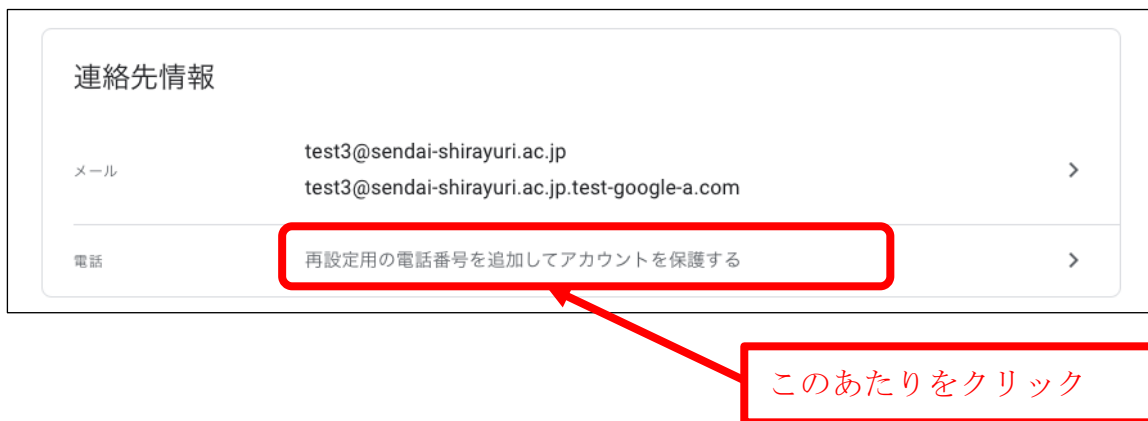 連絡先情報
メール
test3@sendai-shirayuri.ac.jp
test3@sendai-shirayuri.ac.jp.test-google-a.com
電話
再設定用の電話番号を追加してアカウントを保護する
このあたりをクリック